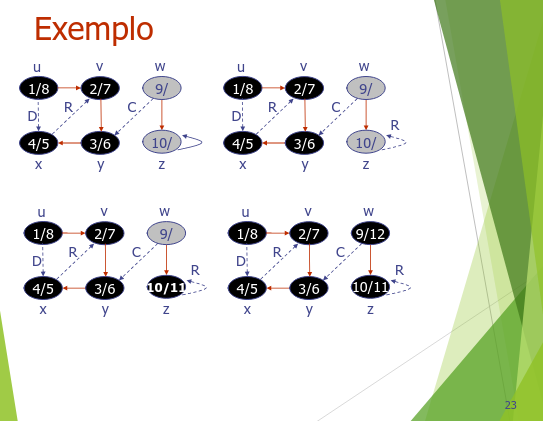 Exemplo
u v w u v w
1/8 2/7 9/ 1/8 2/7 9/
D R C D R C R
4/5 3/6 10/ 4/5 3/6 10/
x y z x y z
u v w u v w
1/8 2/7 9/ 1/8 2/7 9/12
D R C R D R C R
4/5 3/6 10/11 4/5 3/6 10/11
x y z x y z
23